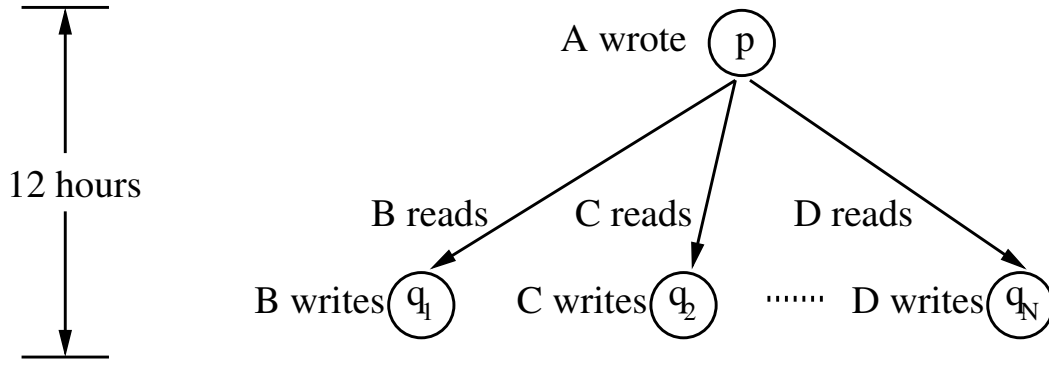 A wrote p
12 hours
B reads C reads D reads
B writes q1 C writes q2 ....... D writes qN